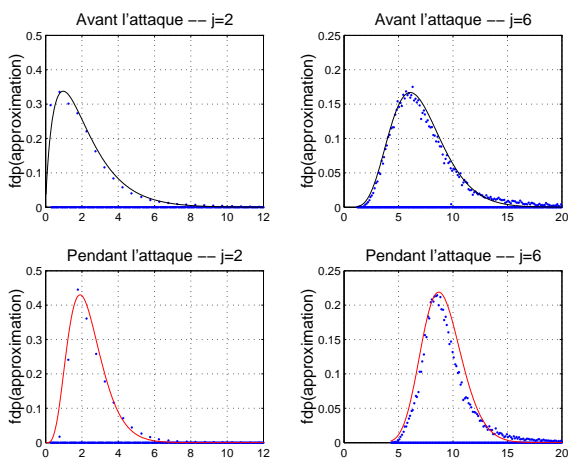 Avant l'attaque −− j=2
0.5
0.4
0.3
0.2
0.1
0
fdp(approximation)
0 2 4 6 8 10 12
Avant l'attaque −− j=6
0.25
0.2
0.15
0.1
0.05
0
fdp(approximation)
0 5 10 15 20
Pendant l'attaque −− j=2
0.5
0.4
0.3
0.2
0.1
0
fdp(approximation)
0 2 4 6 8 10 12
Pendant l'attaque −− j=6
0.25
0.2
0.15
0.1
0.05
0
fdp(approximation)
0 5 10 15 20